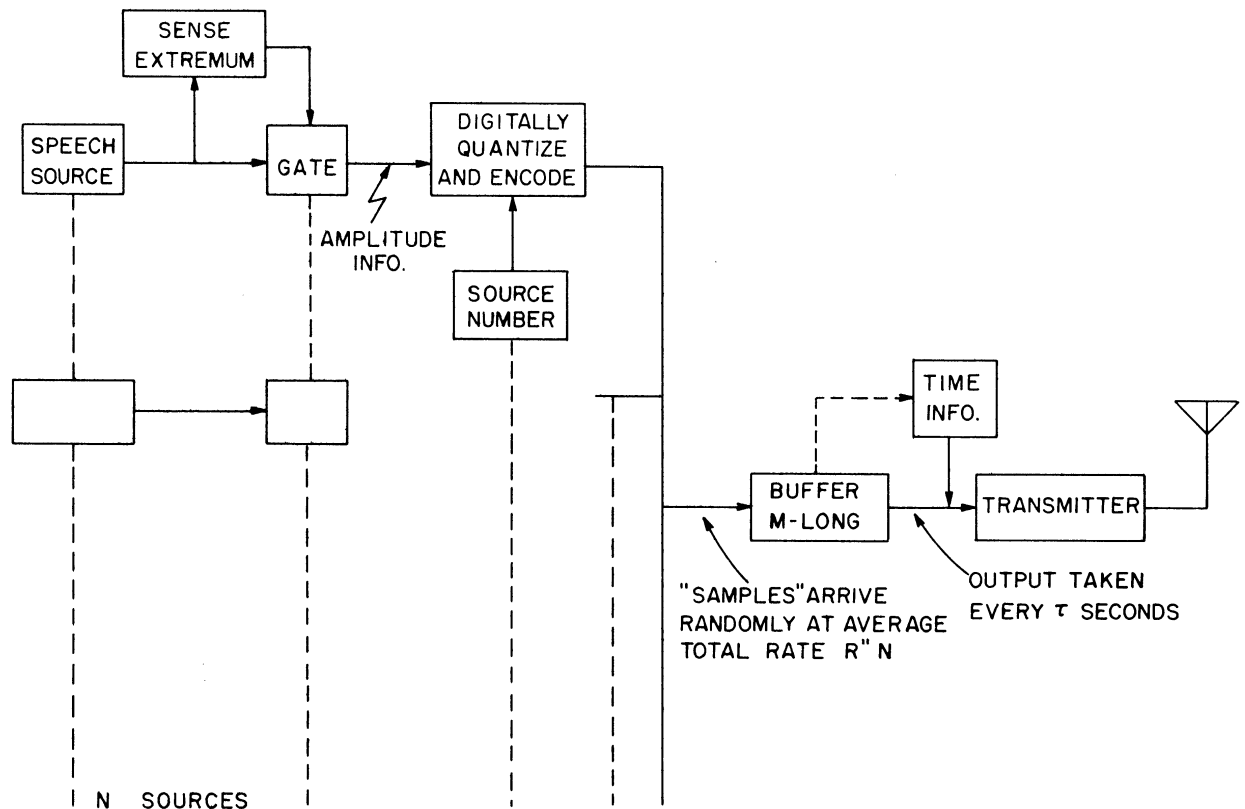 SENSE
EXTREMUM
SPEECH
SOURCE
GATE
DIGITALLY
QUANTIZE
AND ENCODE
AMPLITUDE
INFO.
SOURCE
NUMBER
TIME
INFO.
BUFFER
M-LONG
TRANSMITTER
"SAMPLES" ARRIVE
RANDOMLY AT AVERAGE
TOTAL RATE R" N
OUTPUT TAKEN
EVERY τ SECONDS
N SOURCES